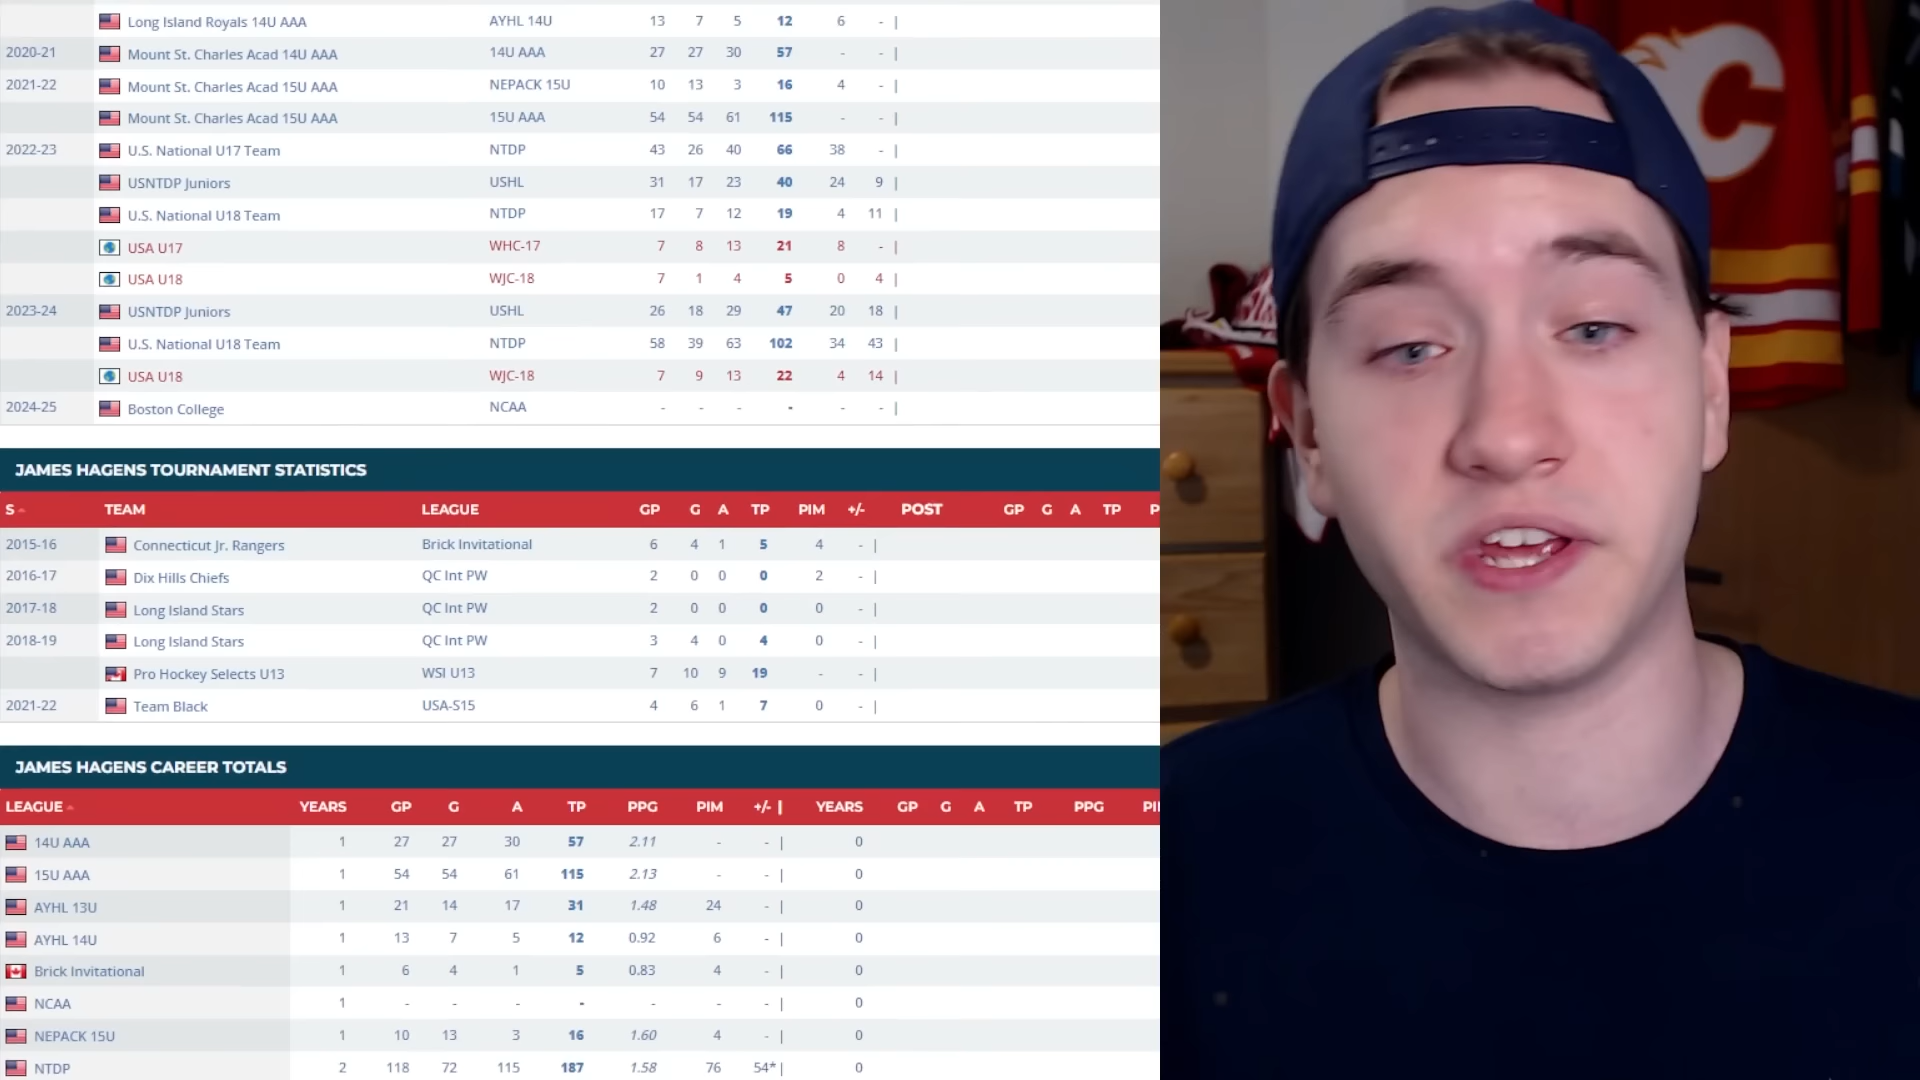 Long Island Royals 14U AAA AYHL 14U 13 7 5 12 6 - |
2020-21 Mount St. Charles Acad 14U AAA 14U AAA 27 27 30 57 - - |
2021-22 Mount St. Charles Acad 15U AAA NEPACK 15U 10 13 3 16 4 - |
Mount St. Charles Acad 15U AAA 15U AAA 54 54 61 115 - - |
2022-23 U.S. National U17 Team NTDP 43 26 40 66 38 - |
USNTDP Juniors USHL 31 17 23 40 24 9 |
U.S. National U18 Team NTDP 17 7 12 19 4 11 |
USA U17 WHC-17 7 8 13 21 8 - |
USA U18 WJC-18 7 1 4 5 0 4 |
2023-24 USNTDP Juniors USHL 26 18 29 47 20 18 |
U.S. National U18 Team NTDP 58 39 63 102 34 43 |
USA U18 WJC-18 7 9 13 22 4 14 |
2024-25 Boston College NCAA - - - - - - |
JAMES HAGENS TOURNAMENT STATISTICS
S TEAM LEAGUE GP G A TP PIM +/- POST GP G A TP P
2015-16 Connecticut Jr. Rangers Brick Invitational 6 4 1 5 4 - |
2016-17 Dix Hills Chiefs QC Int PW 2 0 0 0 2 - |
2017-18 Long Island Stars QC Int PW 2 0 0 0 0 - |
2018-19 Long Island Stars QC Int PW 3 4 0 4 0 - |
Pro Hockey Selects U13 WSI U13 7 10 9 19 - - |
2021-22 Team Black USA-S15 4 6 1 7 0 - |
JAMES HAGENS CAREER TOTALS
LEAGUE YEARS GP G A TP PPG PIM +/- | YEARS GP G A TP PPG PI
14U AAA 1 27 27 30 57 2.11 - - | 0
15U AAA 1 54 54 61 115 2.13 - - | 0
AYHL 13U 1 21 14 17 31 1.48 24 - | 0
AYHL 14U 1 13 7 5 12 0.92 6 - | 0
Brick Invitational 1 6 4 1 5 0.83 4 - | 0
NCAA 1 - - - - - - - | 0
NEPACK 15U 1 10 13 3 16 1.60 4 - | 0
NTDP 2 118 72 115 187 1.58 76 54* | 0
C